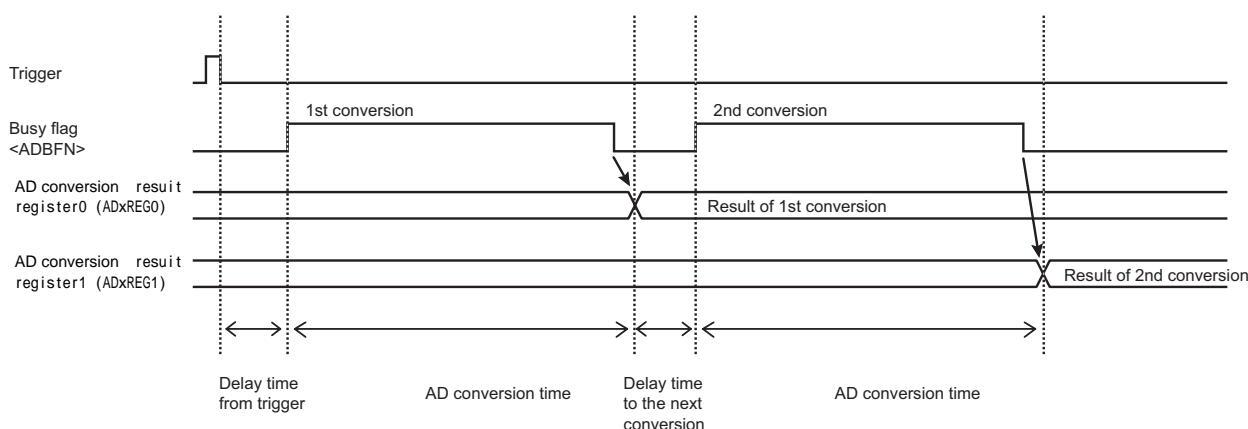 Trigger
1st conversion
2nd conversion
Busy flag
<ADBFN>
AD conversion resuit
register0 (ADxREG0)
Result of 1st conversion
AD conversion resuit
register1 (ADxREG1)
Result of 2nd conversion
Delay time
from trigger
AD conversion time
Delay time
to the next
conversion
AD conversion time